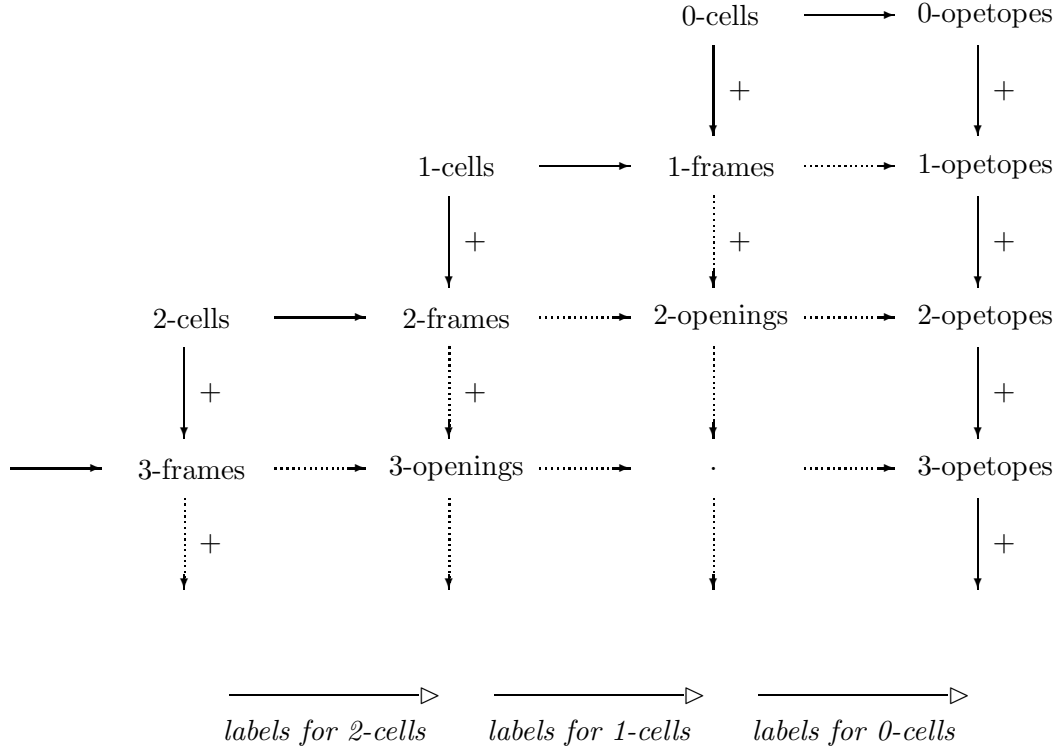 0-cells 0-opetopes
+ +
1-cells 1-frames 1-opetopes
+ + +
2-cells 2-frames 2-openings 2-opetopes
+ + +
3-frames 3-openings . 3-opetopes
+ +
labels for 2-cells labels for 1-cells labels for 0-cells